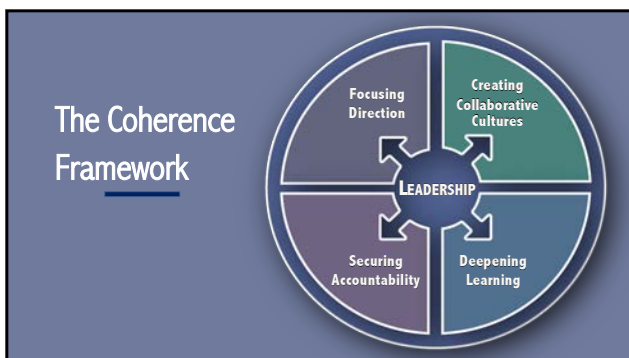 The Coherence
Framework
Focusing
Direction
Creating
Collaborative
Cultures
LEADERSHIP
Securing
Accountability
Deepening
Learning